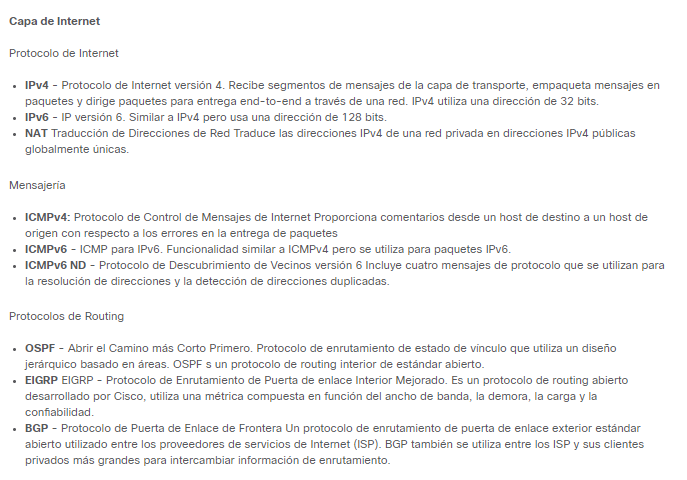 Capa de Internet
Protocolo de Internet
IPv4 - Protocolo de Internet versión 4. Recibe segmentos de mensajes de la capa de transporte, empaqueta mensajes en
paquetes y dirige paquetes para entrega end-to-end a través de una red. IPv4 utiliza una dirección de 32 bits.
IPv6 - IP versión 6. Similar a IPv4 pero usa una dirección de 128 bits.
NAT Traducción de Direcciones de Red Traduce las direcciones IPv4 de una red privada en direcciones IPv4 públicas
globalmente únicas.
Mensajería
ICMPv4: Protocolo de Control de Mensajes de Internet Proporciona comentarios desde un host de destino a un host de
origen con respecto a los errores en la entrega de paquetes
ICMPv6 - ICMP para IPv6. Funcionalidad similar a ICMPv4 pero se utiliza para paquetes IPv6.
ICMPv6 ND - Protocolo de Descubrimiento de Vecinos versión 6 Incluye cuatro mensajes de protocolo que se utilizan para
la resolución de direcciones y la detección de direcciones duplicadas.
Protocolos de Routing
OSPF - Abrir el Camino más Corto Primero. Protocolo de enrutamiento de estado de vínculo que utiliza un diseño
jerárquico basado en áreas. OSPF s un protocolo de routing interior de estándar abierto.
EIGRP EIGRP - Protocolo de Enrutamiento de Puerta de enlace Interior Mejorado. Es un protocolo de routing abierto
desarrollado por Cisco, utiliza una métrica compuesta en función del ancho de banda, la demora, la carga y la
confiabilidad.
BGP - Protocolo de Puerta de Enlace de Frontera Un protocolo de enrutamiento de puerta de enlace exterior estándar
abierto utilizado entre los proveedores de servicios de Internet (ISP). BGP también se utiliza entre los ISP y sus clientes
privados más grandes para intercambiar información de enrutamiento.